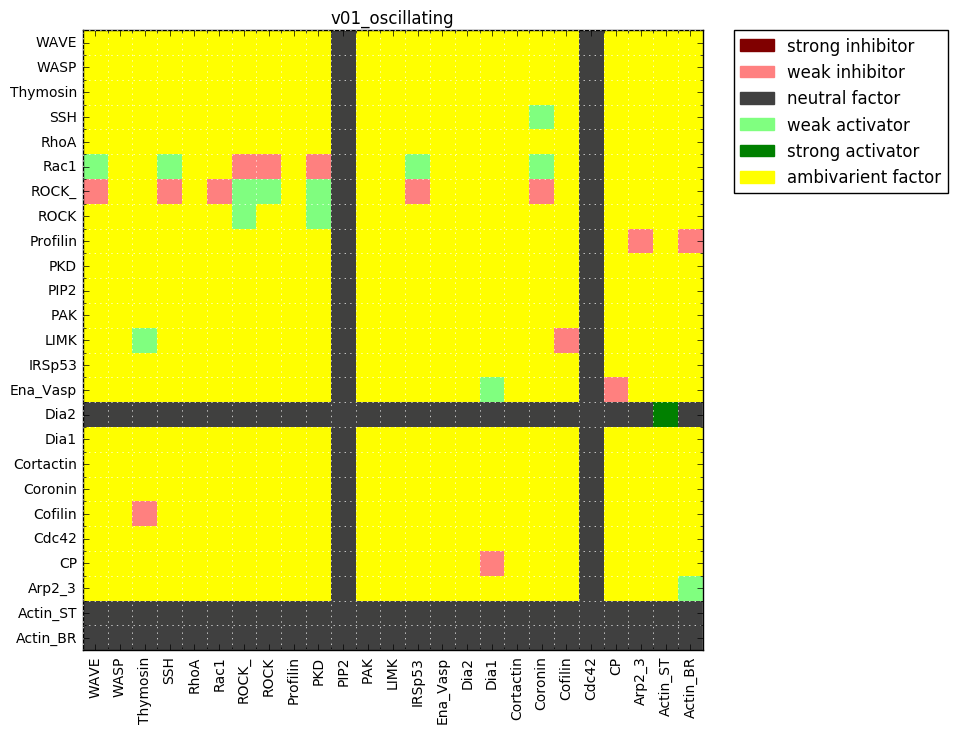 v01_oscillating
WAVE
WASP
Thymosin
SSH
RhoA
Rac1
ROCK_
ROCK
Profilin
PKD
PIP2
PAK
LIMK
IRSp53
Ena_Vasp
Dia2
Dia1
Cortactin
Coronin
Cofilin
Cdc42
CP
Arp2_3
Actin_ST
Actin_BR
WAVE
WASP
Thymosin
SSH
RhoA
Rac1
ROCK_
ROCK
Profilin
PKD
PIP2
PAK
LIMK
IRSp53
Ena_Vasp
Dia2
Dia1
Cortactin
Coronin
Cofilin
Cdc42
CP
Arp2_3
Actin_ST
Actin_BR
strong inhibitor
weak inhibitor
neutral factor
weak activator
strong activator
ambivarient factor